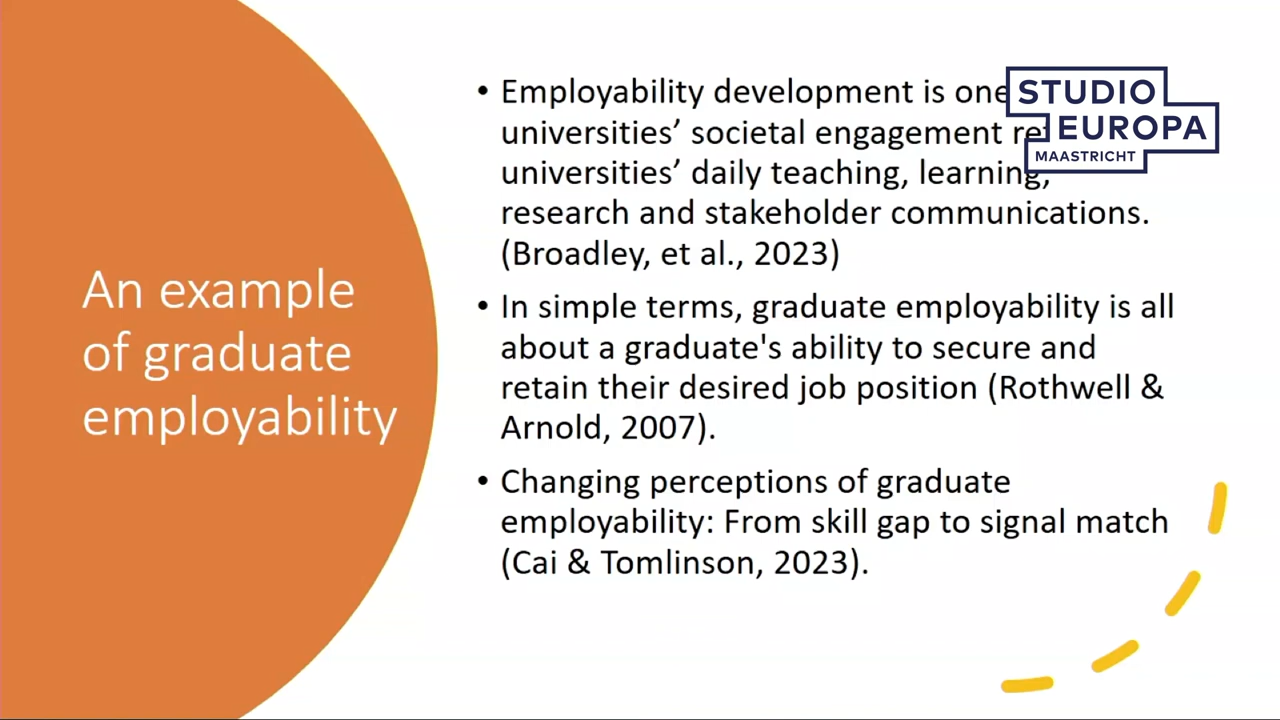 An example
of graduate
employability
• Employability development is one
universities’ societal engagement
universities’ daily teaching, learning,
research and stakeholder communications.
(Broadley, et al., 2023)
• In simple terms, graduate employability is all
about a graduate's ability to secure and
retain their desired job position (Rothwell &
Arnold, 2007).
• Changing perceptions of graduate
employability: From skill gap to signal match
(Cai & Tomlinson, 2023).
STUDIO
EUROPA
MAASTRICHT